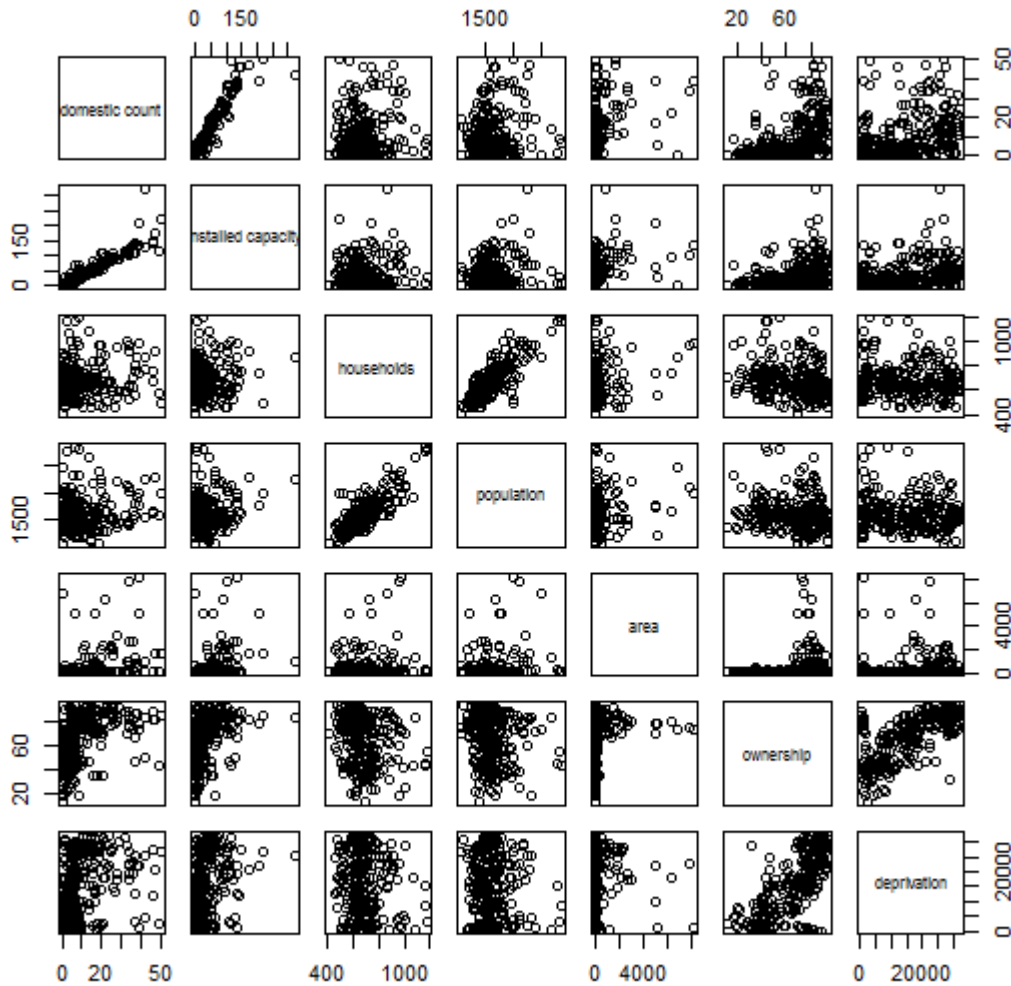 0 150 1500 20 60
domestic count 0 20 50
0 150 nstalled capacity
households 400 1000
1500 population
area 0 4000
20 60 ownership
deprivation 0 20000
0 20 50 400 1000 0 4000 0 20000